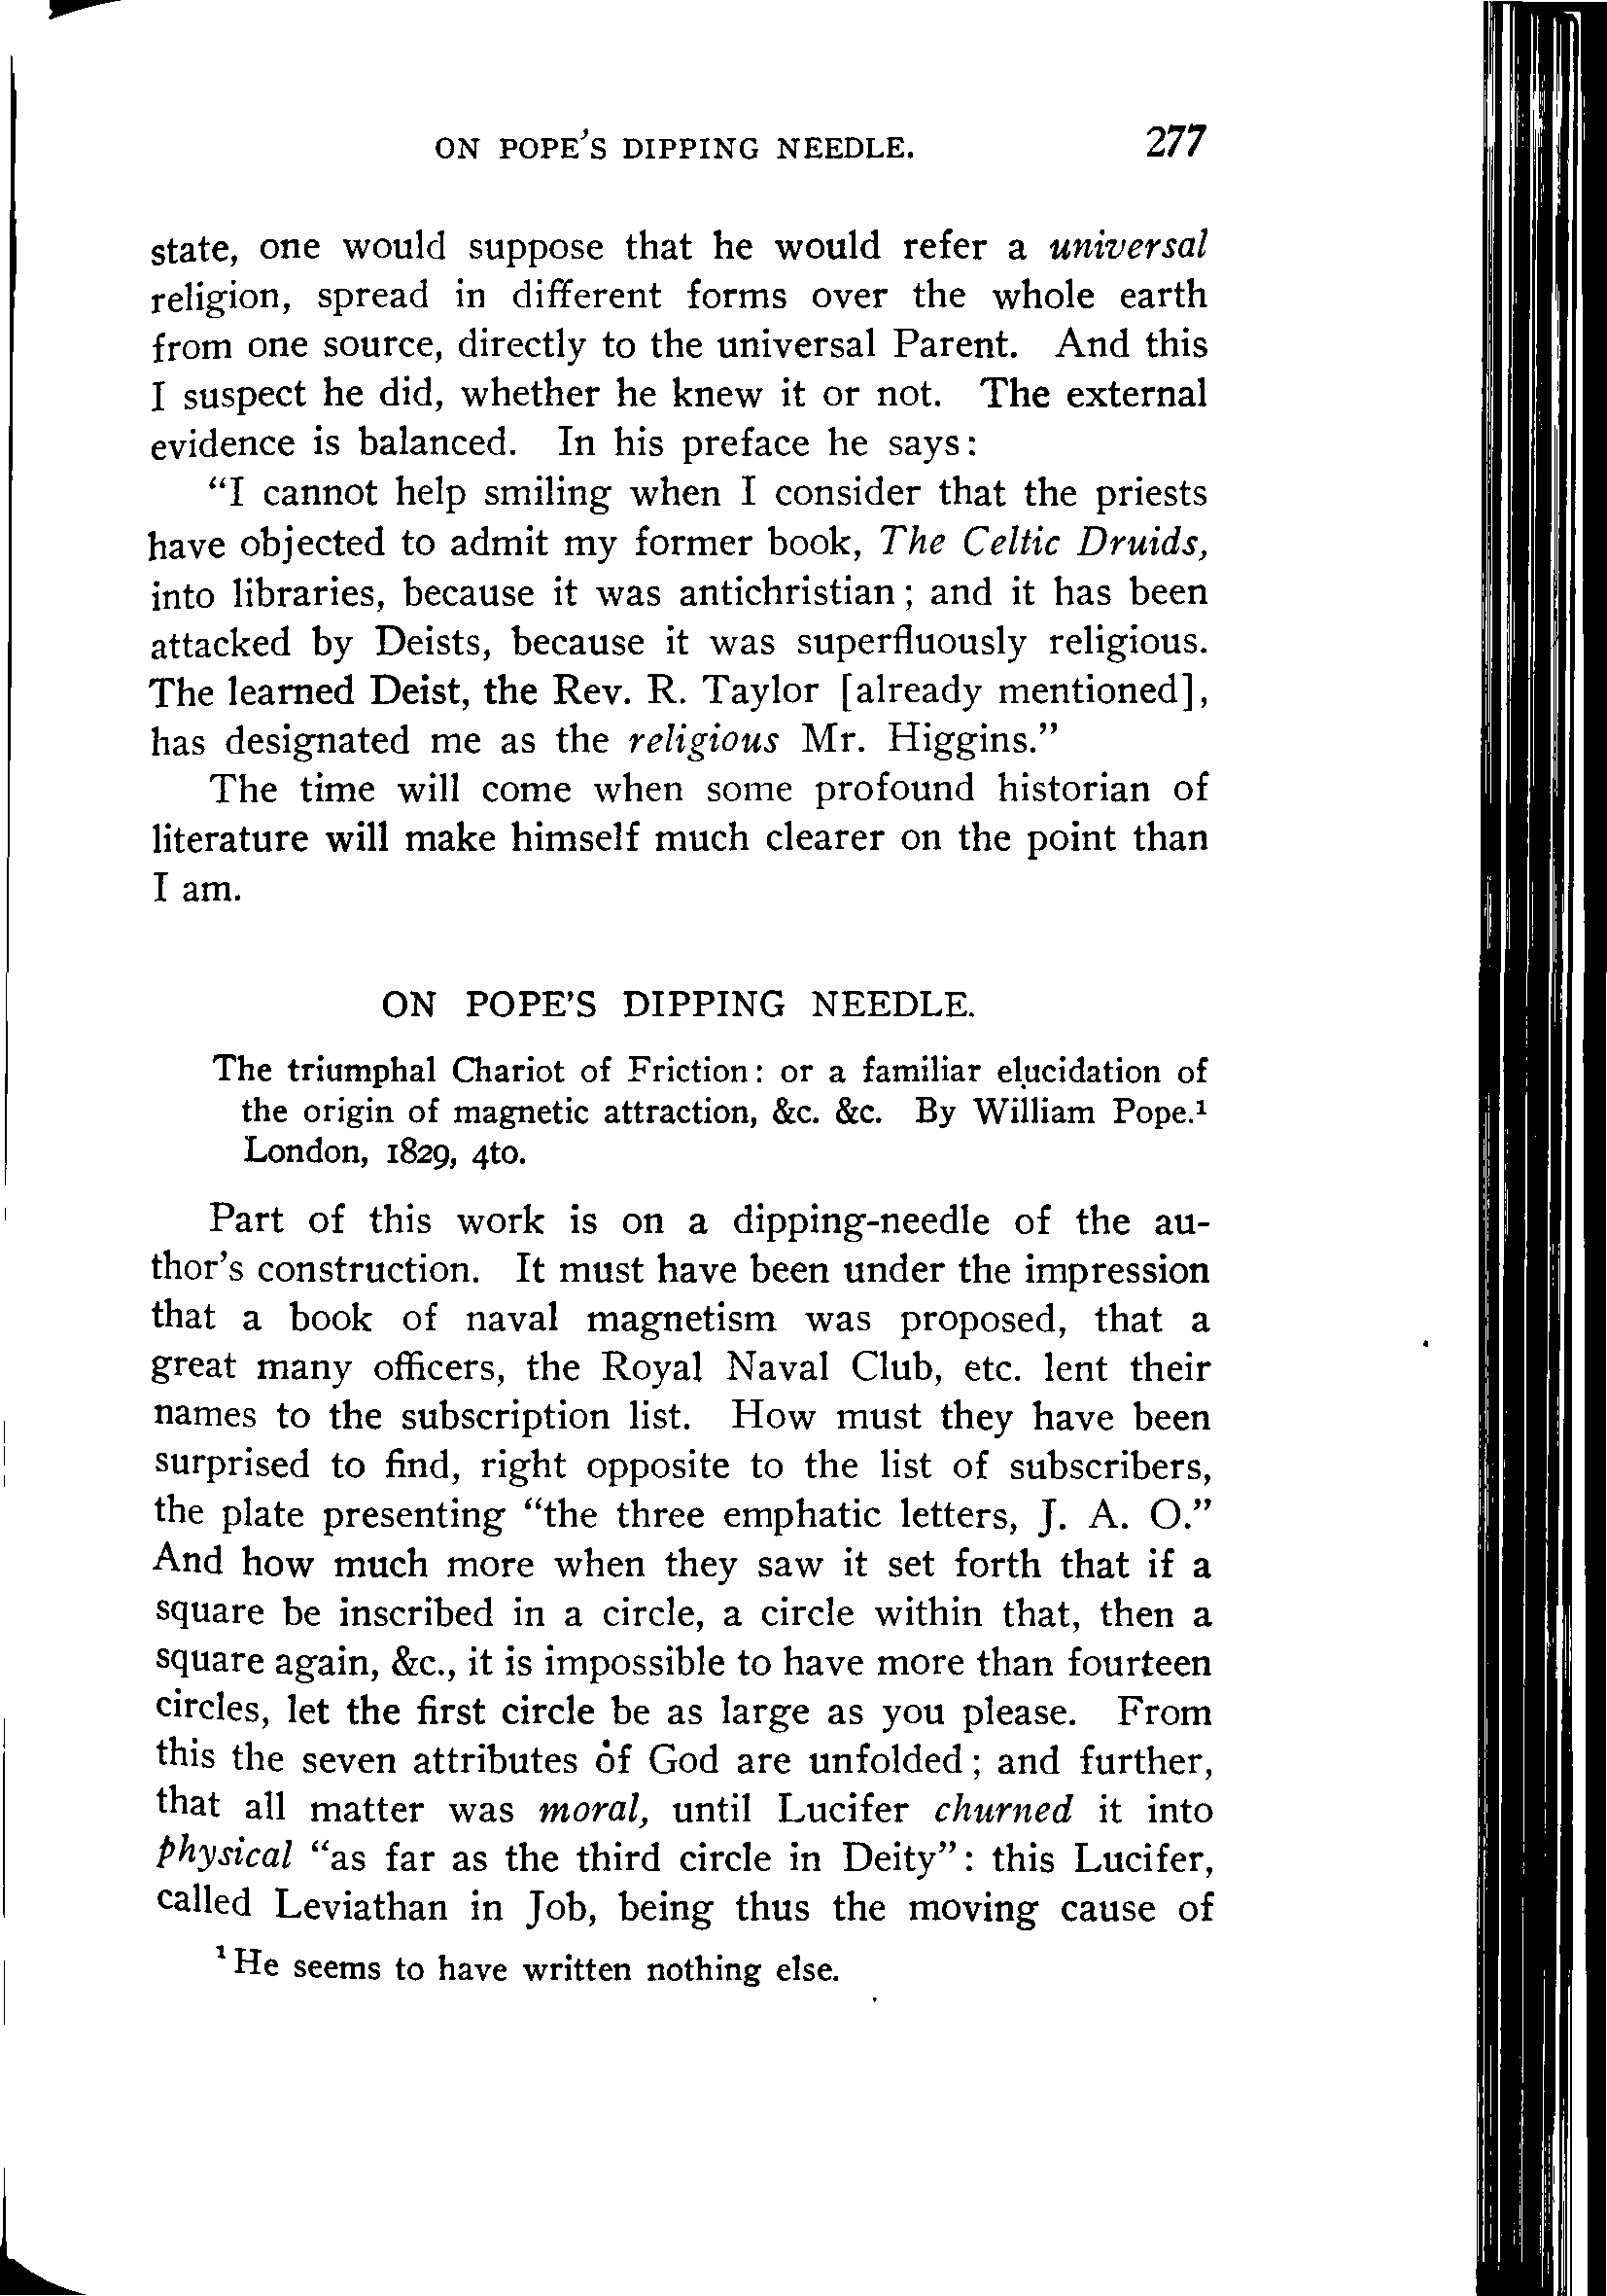 ON POPE'S DIPPING NEEDLE. 277
state, one would suppose that he would refer a universal
religion, spread in different forms over the whole earth
from one source, directly to the universal Parent. And this
I suspect he did, whether he knew it or not. The external
evidence is balanced. In his preface he says:
"I cannot help smiling when I consider that the priests
have objected to admit my former book, The Celtic Druids,
into libraries, because it was antichristian; and it has been
attacked by Deists, because it was superfluously religious.
The learned Deist, the Rev. R. Taylor [already mentioned],
has designated me as the religious Mr. Higgins."
The time will come when some profound historian of
literature will make himself much clearer on the point than
I am.
ON POPE'S DIPPING NEEDLE.
The triumphal Chariot of Friction: or a familiar elucidation of
the origin of magnetic attraction, &c. &c. By William Pope.¹
London, 1829, 4to.
Part of this work is on a dipping-needle of the au-
thor's construction. It must have been under the impression
that a book of naval magnetism was proposed, that a
great many officers, the Royal Naval Club, etc. lent their
names to the subscription list. How must they have been
surprised to find, right opposite to the list of subscribers,
the plate presenting "the three emphatic letters, J. A. O."
And how much more when they saw it set forth that if a
square be inscribed in a circle, a circle within that, then a
square again, &c., it is impossible to have more than fourteen
circles, let the first circle be as large as you please. From
this the seven attributes of God are unfolded; and further,
that all matter was moral, until Lucifer churned it into
physical "as far as the third circle in Deity": this Lucifer,
called Leviathan in Job, being thus the moving cause of
¹ He seems to have written nothing else.